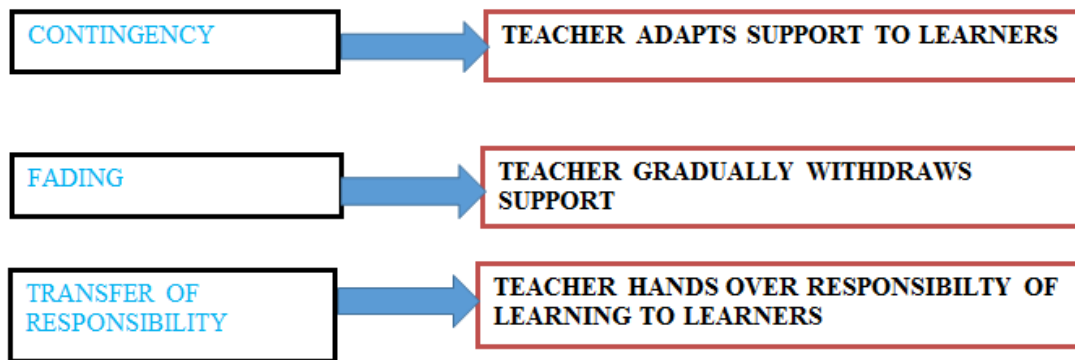 CONTINGENCY
TEACHER ADAPTS SUPPORT TO LEARNERS
FADING
TEACHER GRADUALLY WITHDRAWS
SUPPORT
TRANSFER OF
RESPONSIBILITY
TEACHER HANDS OVER RESPONSIBILTY OF
LEARNING TO LEARNERS